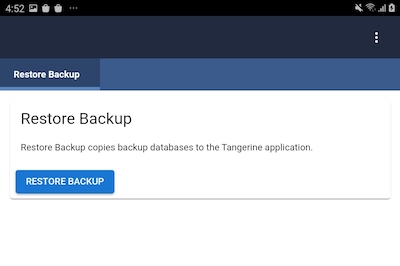 4:52
Restore Backup
Restore Backup
Restore Backup copies backup databases to the Tangerine application.
RESTORE BACKUP